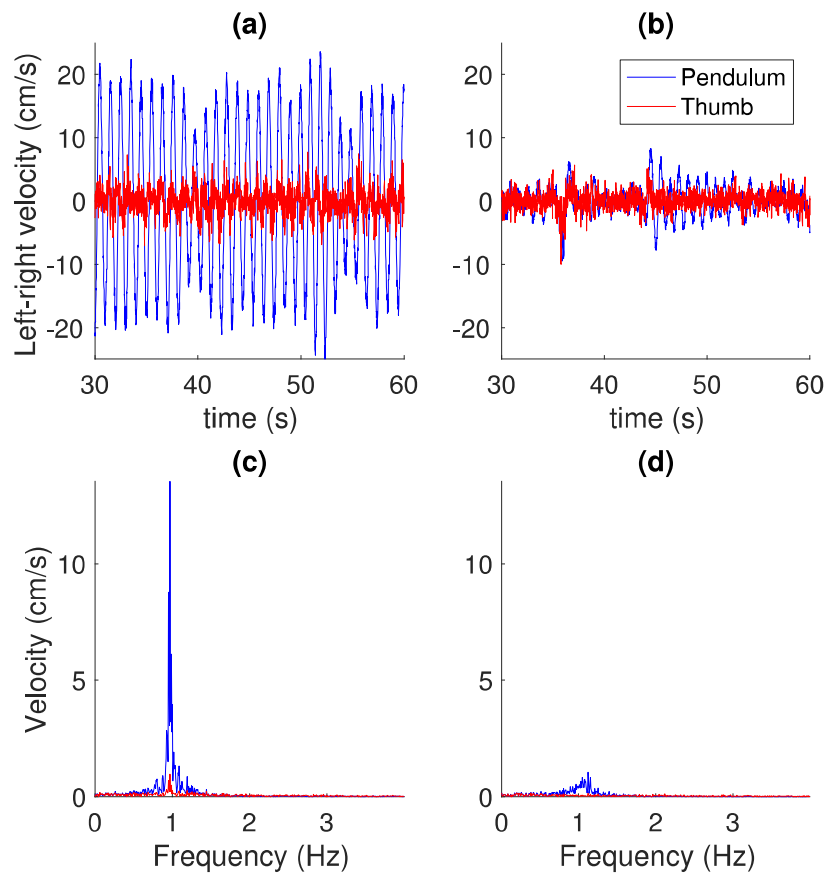 (a)
(b)
Left-right velocity (cm/s)
20
10
0
-10
-20
30 40 50 60
time (s)
20
10
0
-10
-20
Pendulum
Thumb
30 40 50 60
time (s)
(c)
(d)
Velocity (cm/s)
10
5
0
0 1 2 3
Frequency (Hz)
10
5
0
0 1 2 3
Frequency (Hz)